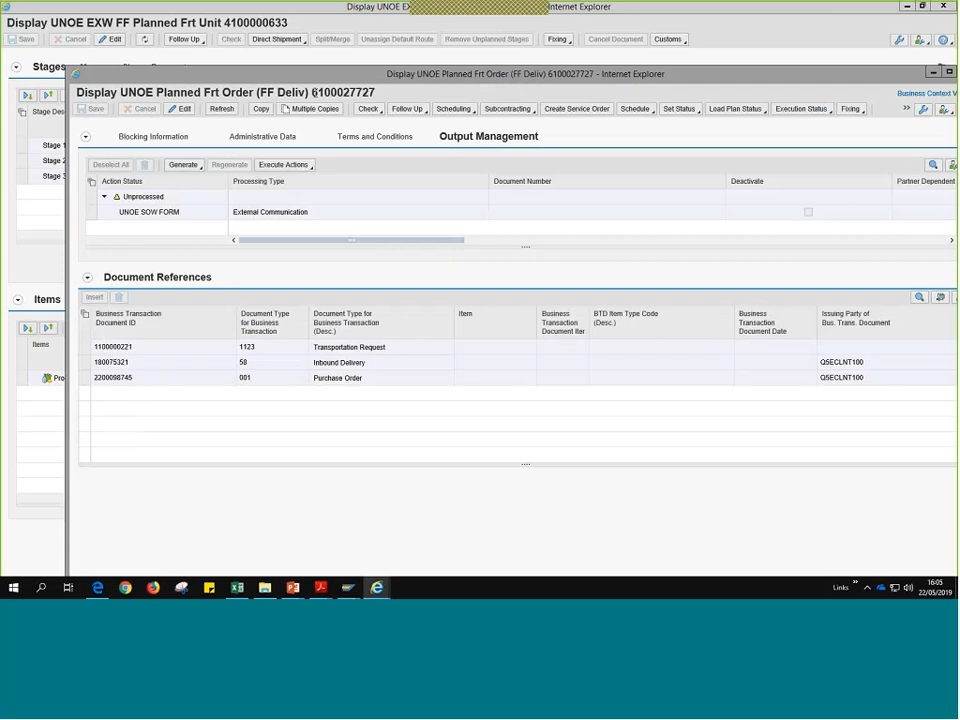 Display UNOE EX Internet Explorer
Display UNOE EXW FF Planned Frt Unit 4100000633
Save Cancel Edit Follow Up Check Direct Shipment Split/Merge Unassign Default Route Remove Unplanned Stages Fixing Cancel Document Customs
Stages
Display UNOE Planned Frt Order (FF Deliv) 6100027727 - Internet Explorer
Display UNOE Planned Frt Order (FF Deliv) 6100027727
Business Context V
Save Cancel Edit Refresh Copy Multiple Copies Check Follow Up Scheduling Subcontracting Create Service Order Schedule Set Status Load Plan Status Execution Status Fixing >>
Stage Des
Stage 1
Stage 2
Stage 3
Blocking Information Administrative Data Terms and Conditions Output Management
Deselect All Generate Regenerate Execute Actions
Action Status Processing Type Document Number Deactivate Partner Dependent
Unprocessed
UNOE SOW FORM External Communication
Document References
Insert
Items
Items
Pro
Business Transaction Document ID Document Type for Business Transaction Document Type for Business Transaction (Desc.) Item Business Transaction Document Iter BTD Item Type Code (Desc.) Business Transaction Document Date Issuing Party of Bus. Trans. Document
1100000221 1123 Transportation Request
180075321 58 Inbound Delivery Q5ECLNT100
2200098745 001 Purchase Order Q5ECLNT100
Links >> 16:05
22/05/2019